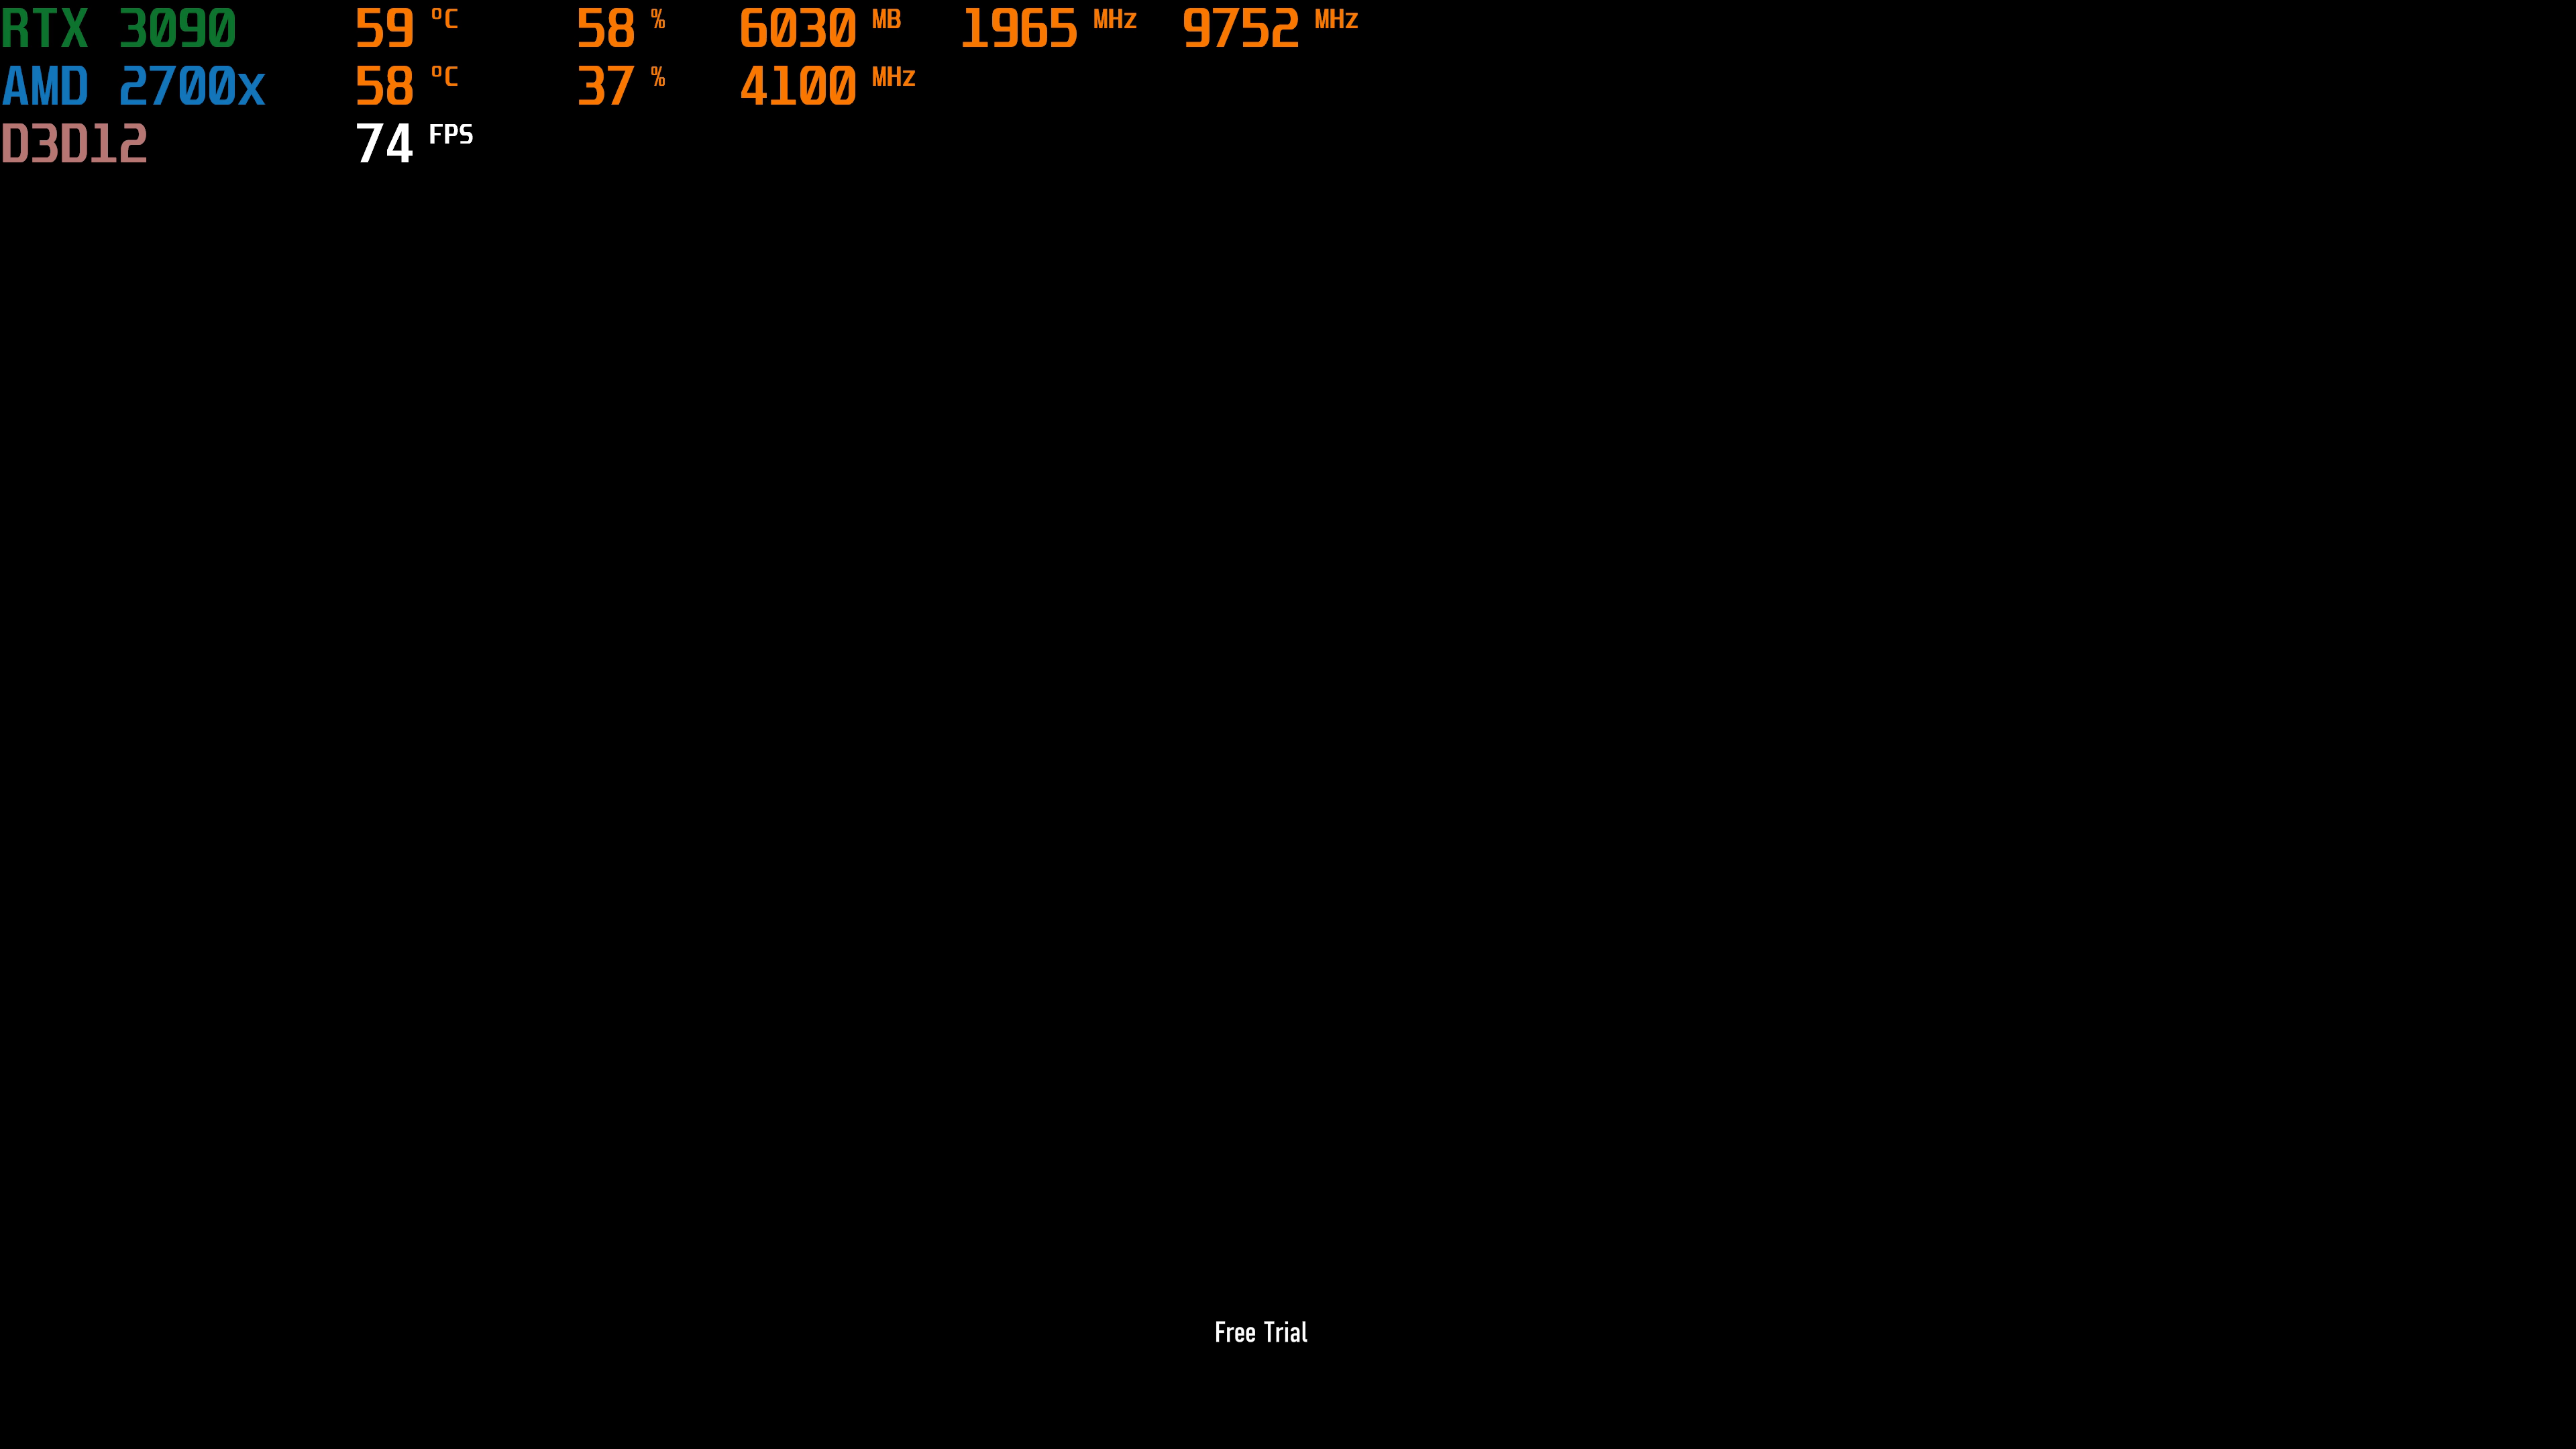 RTX 3090 59 °C 58 % 6030 MB 1965 MHz 9752 MHz
AMD 2700x 58 °C 37 % 4100 MHz
D3D12 74 FPS
Free Trial